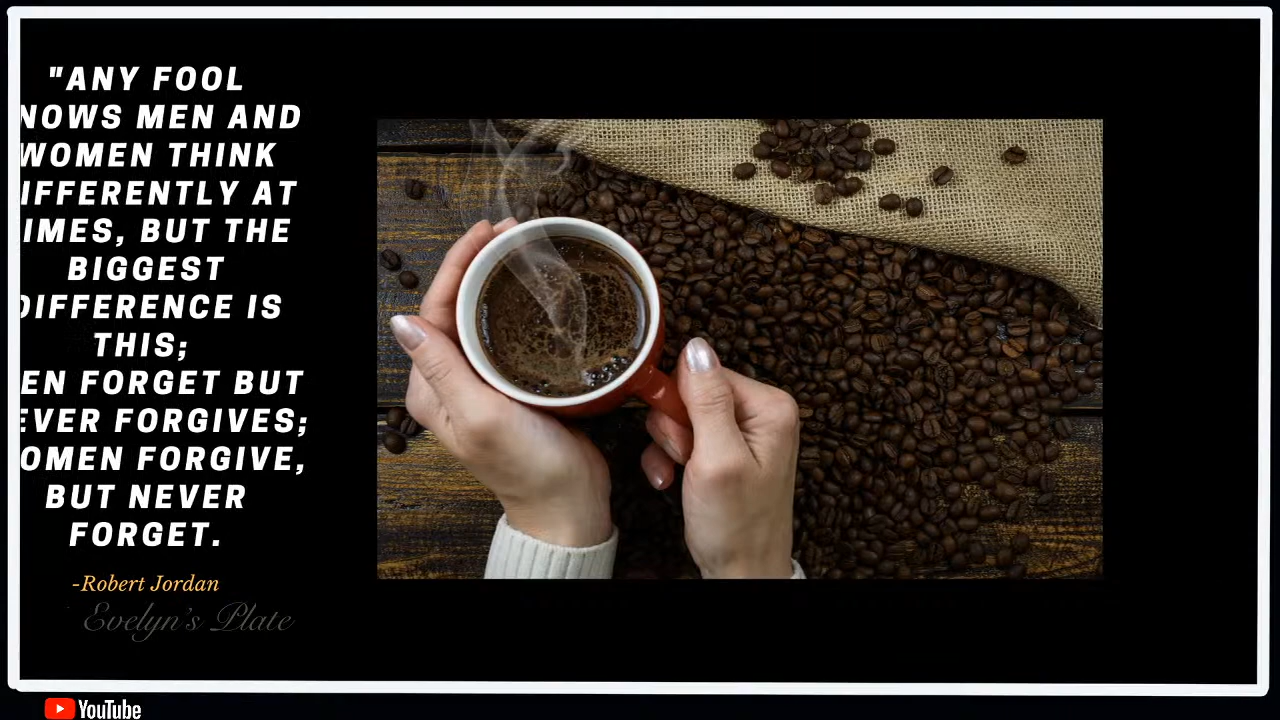 "ANY FOOL
NOWS MEN AND
WOMEN THINK
IFFERENTLY AT
IMES, BUT THE
BIGGEST
DIFFERENCE IS
THIS;
EN FORGET BUT
EVER FORGIVES;
OMEN FORGIVE,
BUT NEVER
FORGET.
-Robert Jordan
Evelyn's Plate
YouTube